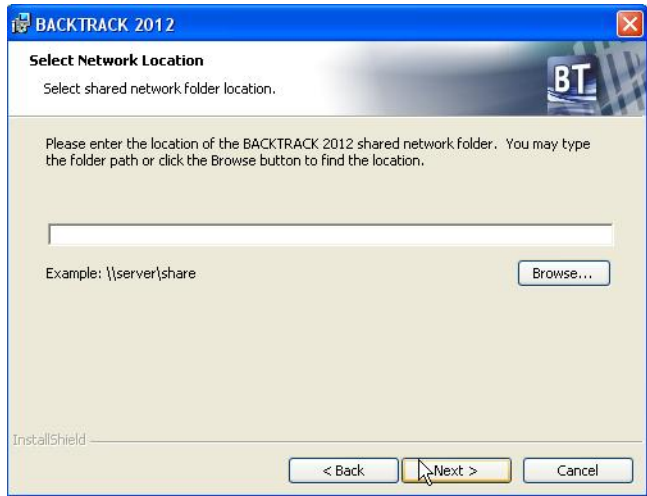 BACKTRACK 2012
Select Network Location
Select shared network folder location.
BT
Please enter the location of the BACKTRACK 2012 shared network folder.  You may type
the folder path or click the Browse button to find the location.
Example: \\server\share
Browse...
InstallShield
< Back
Next >
Cancel